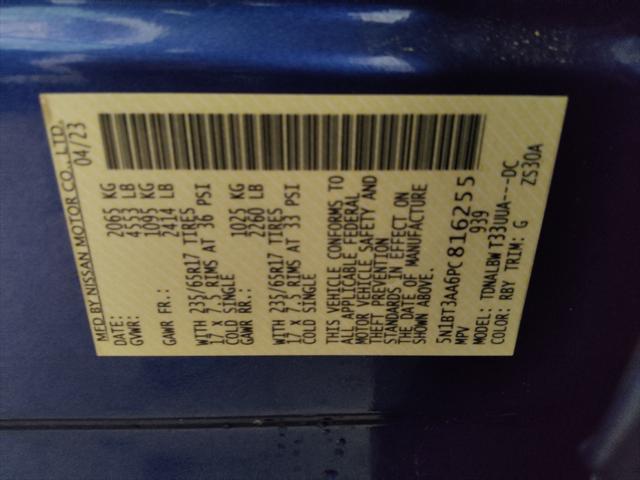 MFD BY NISSAN MOTOR CO., LTD.
DATE: 04/23
GVWR: 2065 KG
4553 LB
GAWR FR.: 1095 KG
2414 LB
WITH 235/65R17 TIRES
17 X 7.5 RIMS AT 36 PSI
COLD SINGLE
GAWR RR.: 1025 KG
2260 LB
WITH 235/65R17 TIRES
17 X 7.5 RIMS AT 33 PSI
COLD SINGLE
THIS VEHICLE CONFORMS TO
ALL APPLICABLE FEDERAL
MOTOR VEHICLE SAFETY AND
THEFT PREVENTION
STANDARDS IN EFFECT ON
THE DATE OF MANUFACTURE
SHOWN ABOVE.
5N1BT3AA6PC816255
MPV 939
MODEL: TDNALBW T33UUA---DC
COLOR: RBY TRIM: G ZS30A